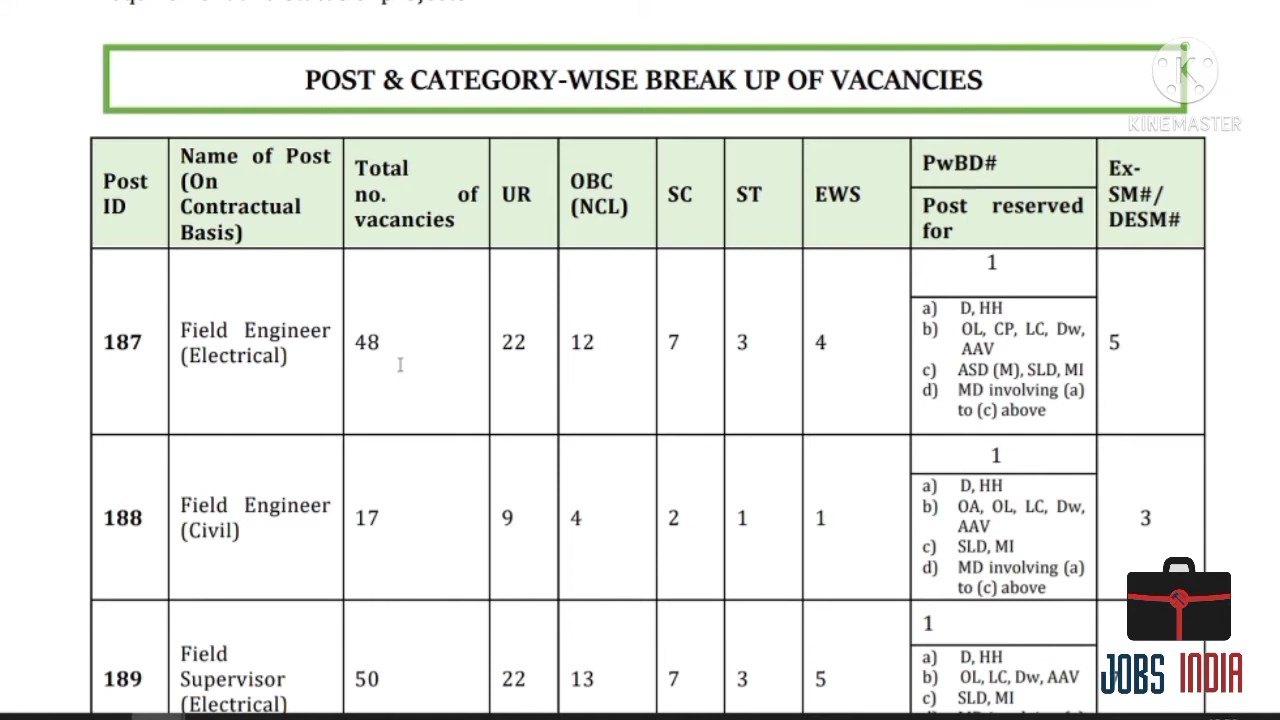 POST & CATEGORY-WISE BREAK UP OF VACANCIES
KINEMASTER
Post ID
Name of Post (On Contractual Basis)
Total no. of vacancies
UR
OBC (NCL)
SC
ST
EWS
PwBD#
Post reserved for
Ex-SM#/ DESM#
187
Field Engineer (Electrical)
48
22
12
7
3
4
1
a) D, HH
b) OL, CP, LC, Dw, AAV
c) ASD (M), SLD, MI
d) MD involving (a) to (c) above
5
188
Field Engineer (Civil)
17
9
4
2
1
1
1
a) D, HH
b) OA, OL, LC, Dw, AAV
c) SLD, MI
d) MD involving (a) to (c) above
3
189
Field Supervisor (Electrical)
50
22
13
7
3
5
1
a) D, HH
b) OL, LC, Dw, AAV
c) SLD, MI
JOBS INDIA